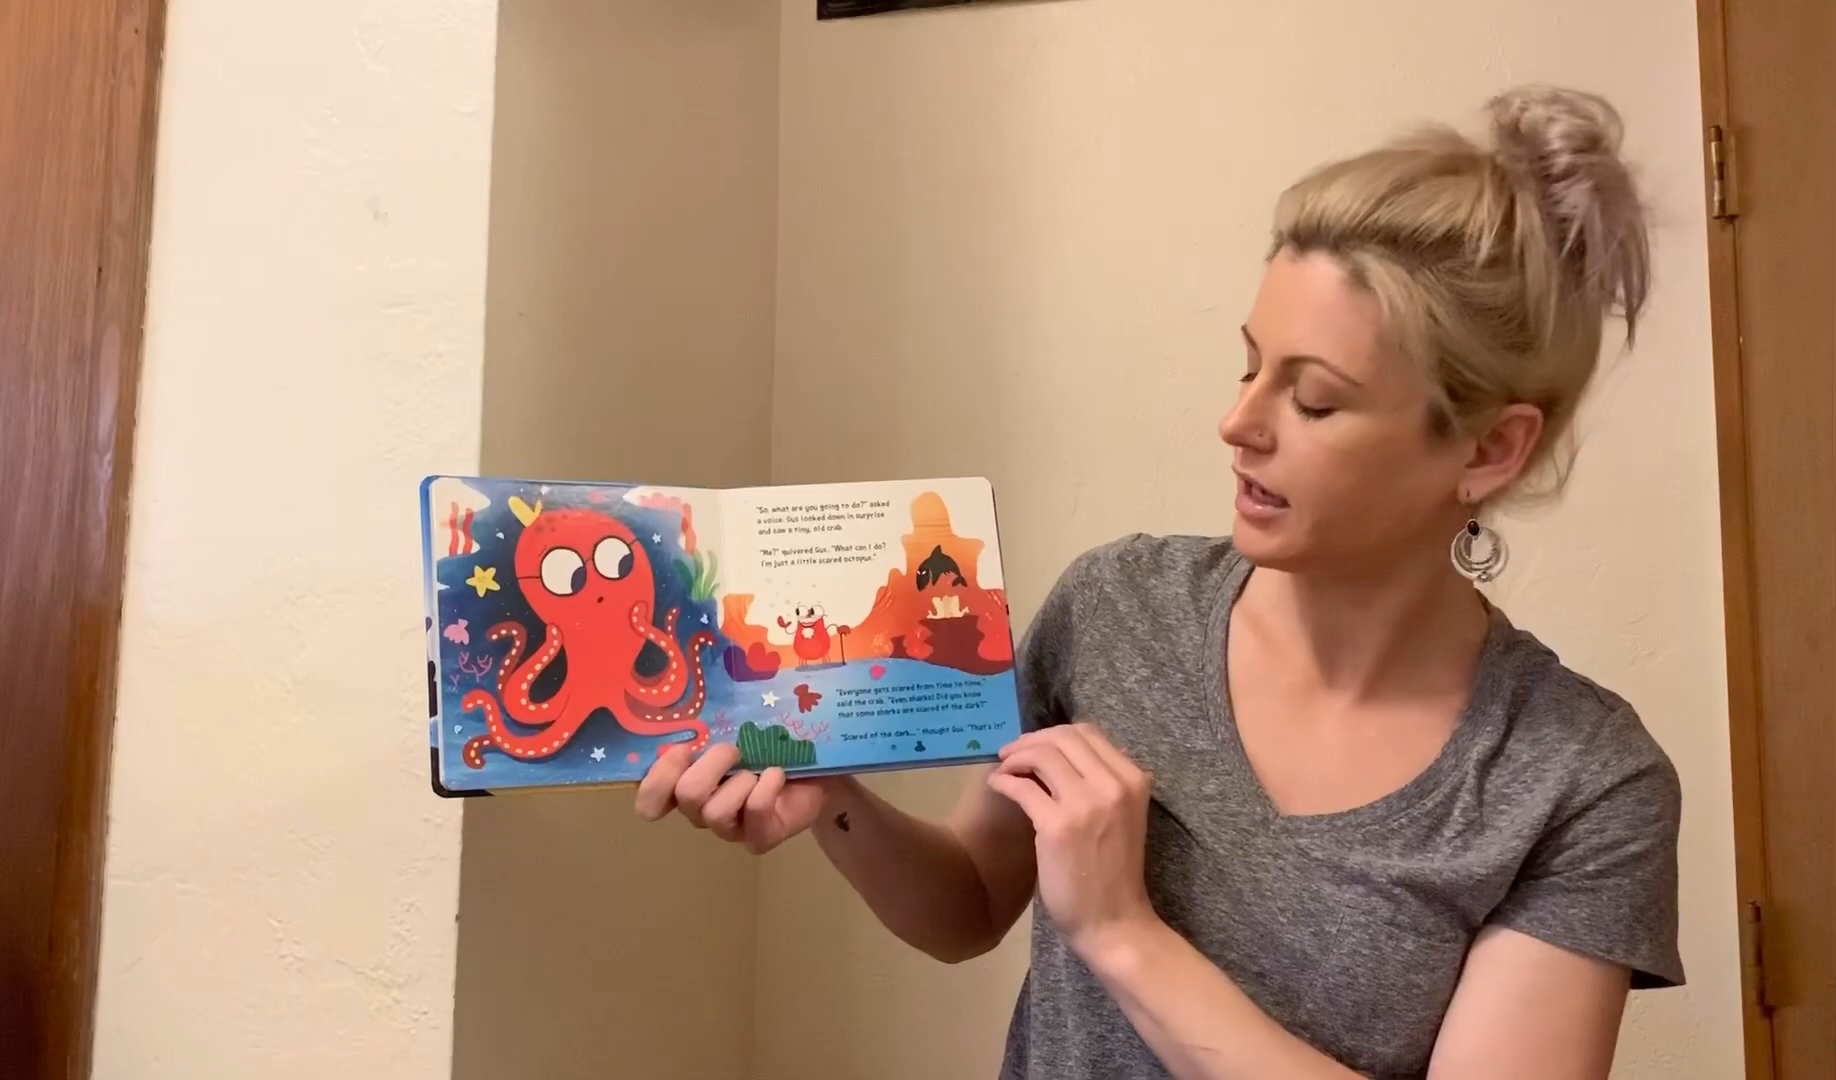 "So, what are you going to do?" asked
a voice. Gus looked down in surprise
and saw a tiny, old crab.
"Me?" quivered Gus. "What can I do?
I'm just a little scared octopus."
"Everyone gets scared from time to time,"
said the crab. "Even sharks! Did you know
that some sharks are scared of the dark?"
"Scared of the dark..." thought Gus. "That's it!"